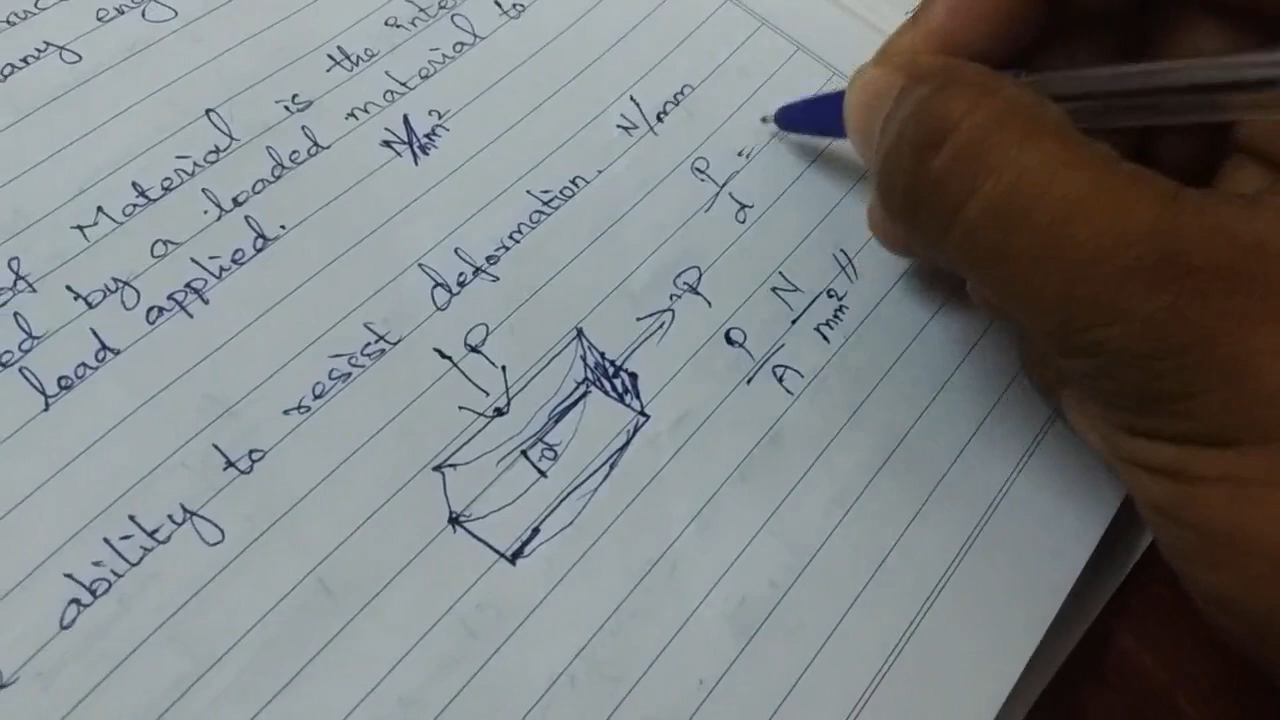 any eng
of Material is the inte
ed by a loaded material to
load applied. N/mm²
ability to resist deformation. N/mm
P/d =
P/A N/mm² //
P
P
d